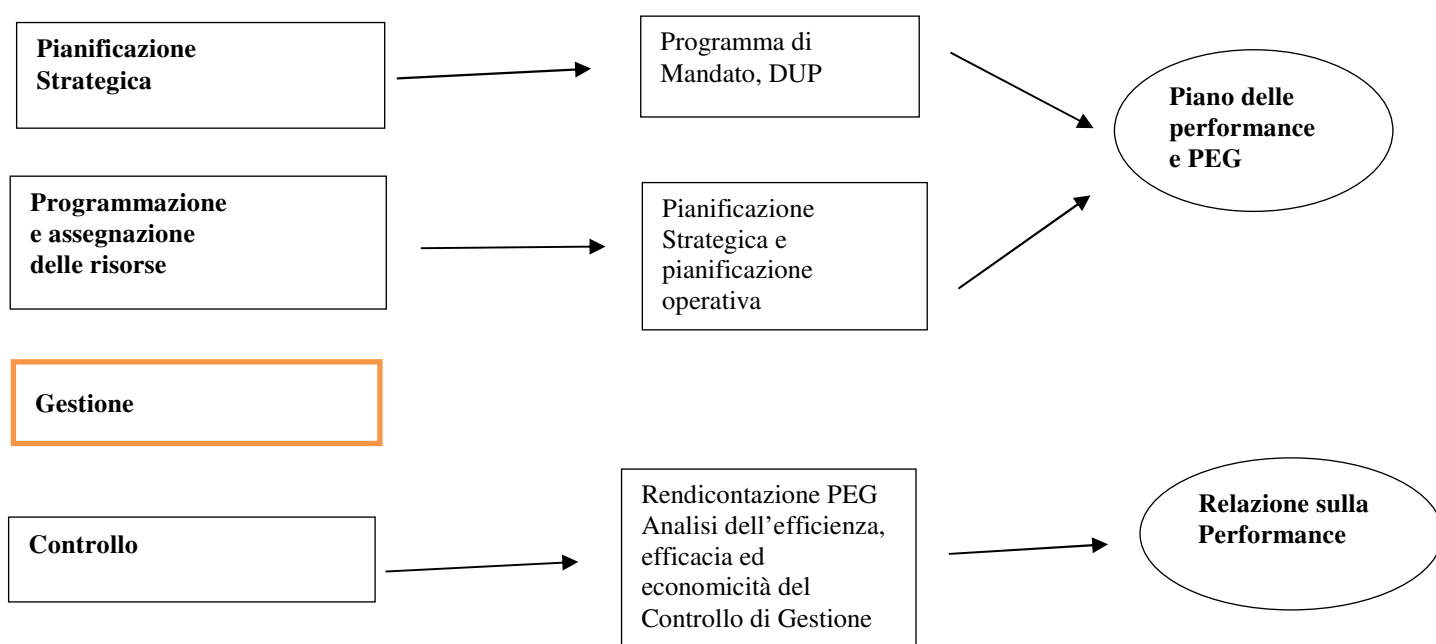 Pianificazione
Strategica
Programma di
Mandato, DUP
Piano delle
performance
e PEG
Programmazione
e assegnazione
delle risorse
Pianificazione
Strategica e
pianificazione
operativa
Gestione
Controllo
Rendicontazione PEG
Analisi dell’efficienza,
efficacia ed
economicità del
Controllo di Gestione
Relazione sulla
Performance